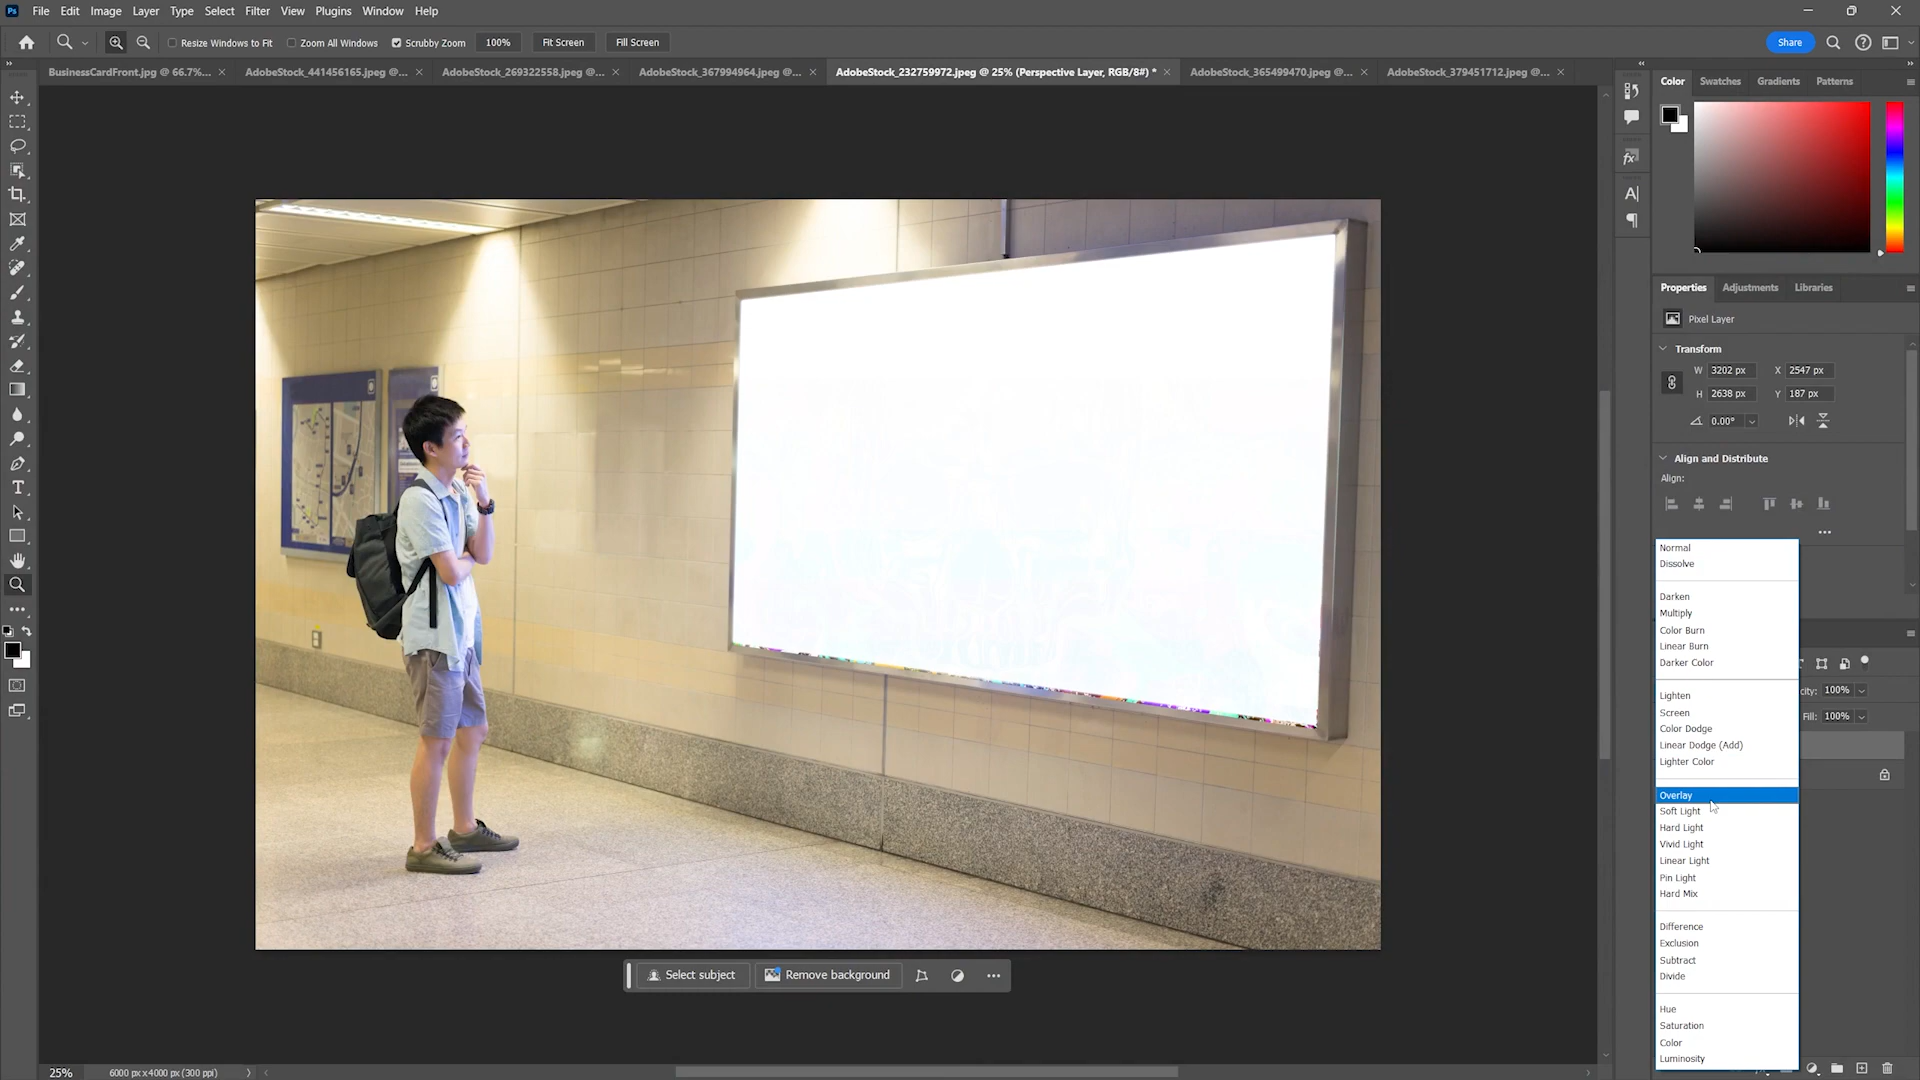 Ps File Edit Image Layer Type Select Filter View Plugins Window Help
Resize Windows to Fit Zoom All Windows Scrubby Zoom 100% Fit Screen Fill Screen Share
BusinessCardFront.jpg @ 66.7%... AdobeStock_441456165.jpeg @... AdobeStock_269322558.jpeg @... AdobeStock_367994964.jpeg @... AdobeStock_232759972.jpeg @ 25% (Perspective Layer, RGB/8#) * AdobeStock_365499470.jpeg @... AdobeStock_379451712.jpeg @...
Color Swatches Gradients Patterns
Properties Adjustments Libraries
Pixel Layer
Transform
W 3202 px X 2547 px
H 2638 px Y 187 px
0.00°
Align and Distribute
Align:
Normal
Dissolve
Darken
Multiply
Color Burn
Linear Burn
Darker Color
Lighten
Screen
Color Dodge
Linear Dodge (Add)
Lighter Color
Overlay
Soft Light
Hard Light
Vivid Light
Linear Light
Pin Light
Hard Mix
Difference
Exclusion
Subtract
Divide
Hue
Saturation
Color
Luminosity
100%
Fill: 100%
Select subject Remove background
25% 6000 px x 4000 px (300 ppi)